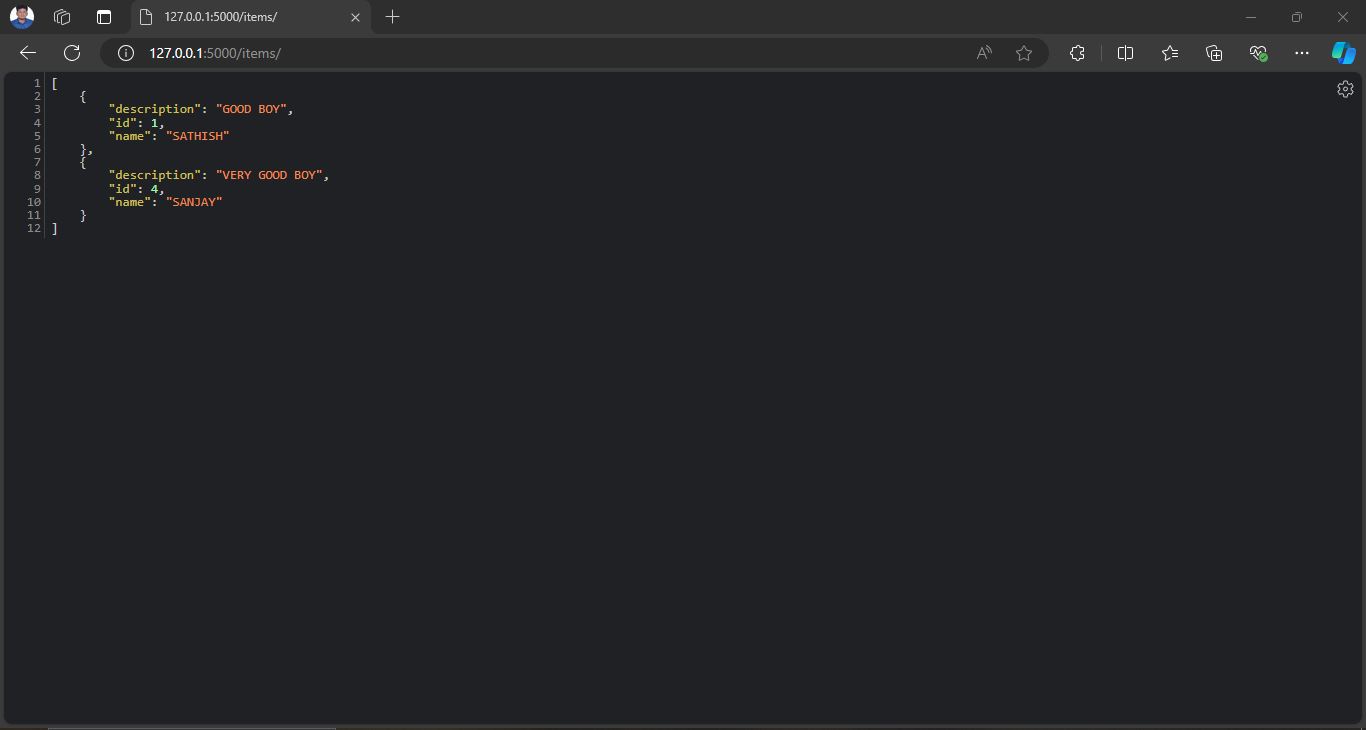 127.0.0.1:5000/items/
127.0.0.1:5000/items/
1 [
2 {
3 "description": "GOOD BOY",
4 "id": 1,
5 "name": "SATHISH"
6 },
7 {
8 "description": "VERY GOOD BOY",
9 "id": 4,
10 "name": "SANJAY"
11 }
12 ]